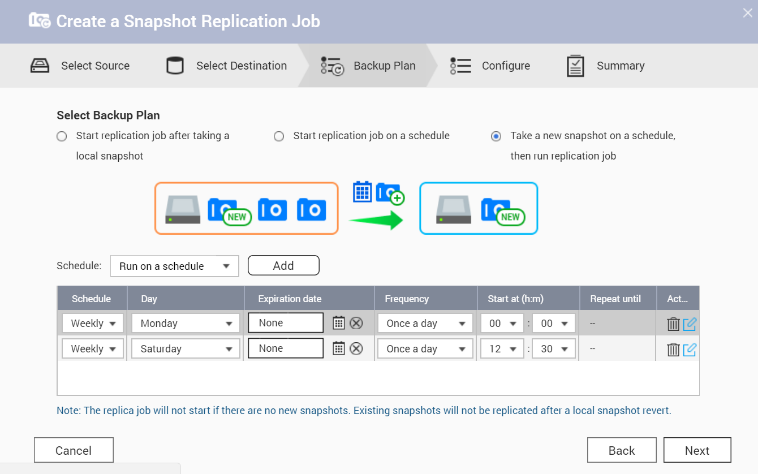 Create a Snapshot Replication Job
Select Source
Select Destination
Backup Plan
Configure
Summary
Select Backup Plan
Start replication job after taking a
local snapshot
Start replication job on a schedule
Take a new snapshot on a schedule,
then run replication job
NEW
NEW
Schedule: Run on a schedule Add
Schedule Day Expiration date Frequency Start at (h:m) Repeat until Act...
Weekly Monday None Once a day 00 : 00 --
Weekly Saturday None Once a day 12 : 30 --
Note: The replica job will not start if there are no new snapshots. Existing snapshots will not be replicated after a local snapshot revert.
Cancel Back Next